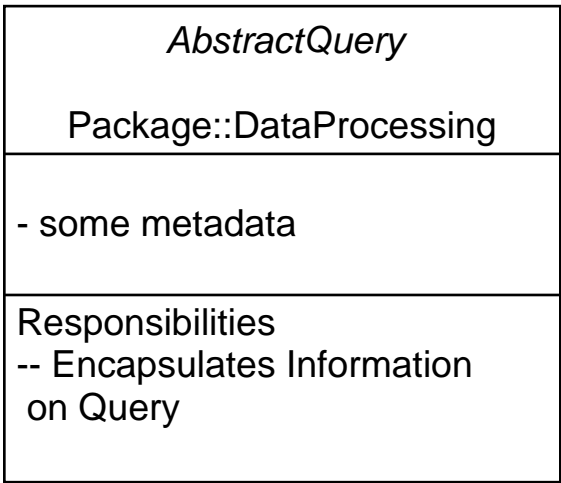 AbstractQuery
Package::DataProcessing
- some metadata
Responsibilities
-- Encapsulates Information
on Query